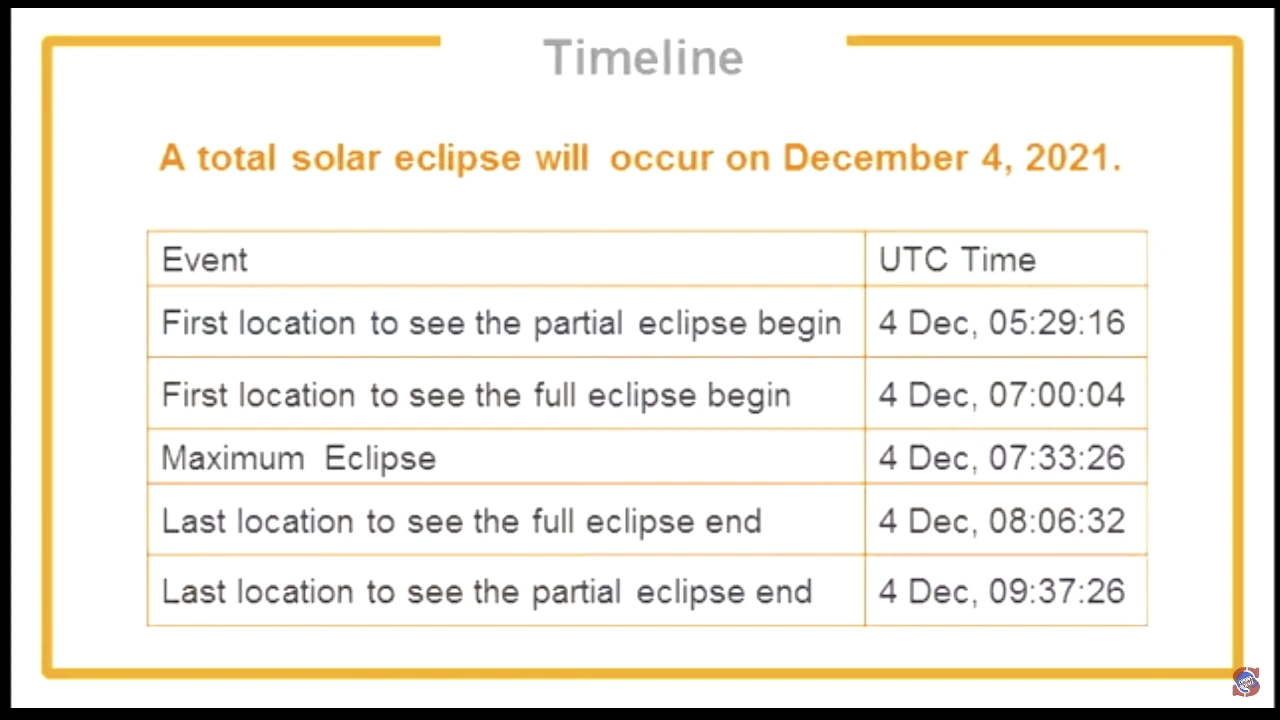 Timeline
A total solar eclipse will occur on December 4, 2021.
Event UTC Time
First location to see the partial eclipse begin 4 Dec, 05:29:16
First location to see the full eclipse begin 4 Dec, 07:00:04
Maximum Eclipse 4 Dec, 07:33:26
Last location to see the full eclipse end 4 Dec, 08:06:32
Last location to see the partial eclipse end 4 Dec, 09:37:26